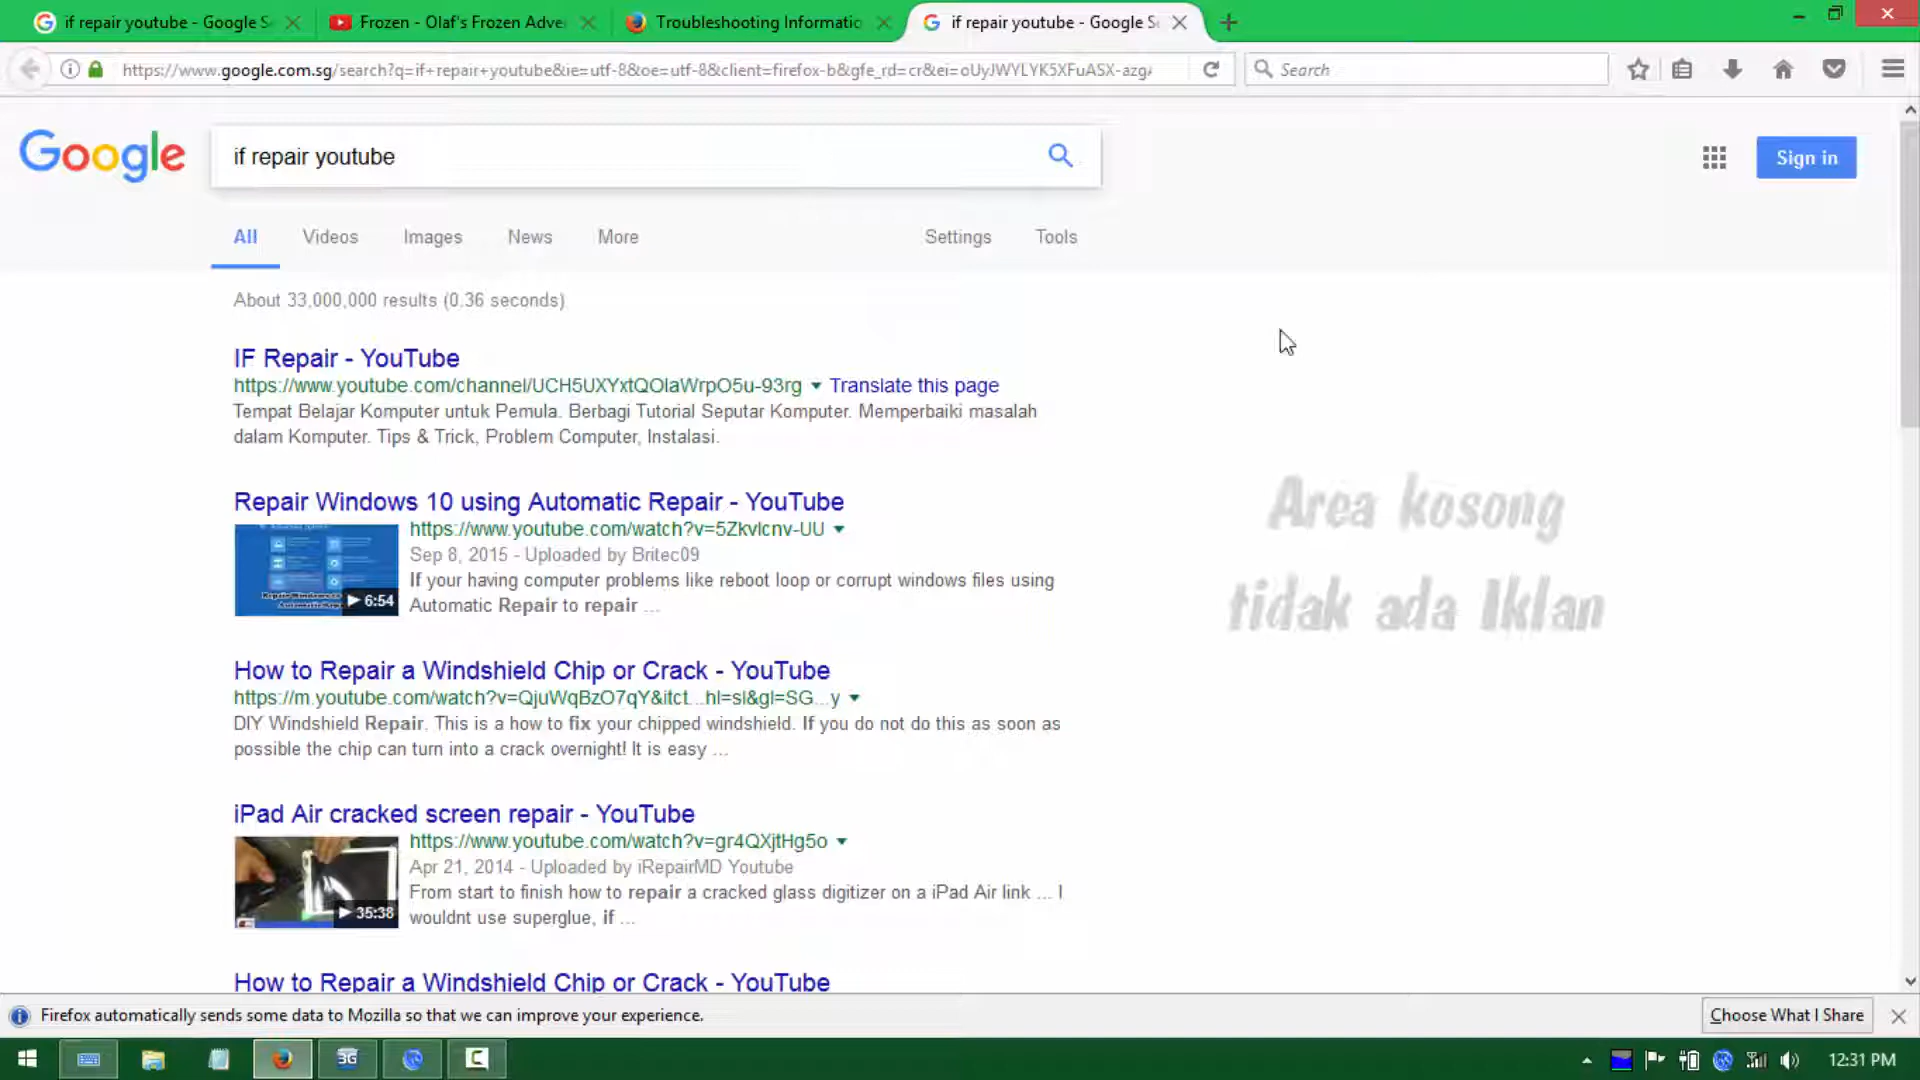 if repair youtube - Google S
Frozen - Olaf's Frozen Adve
Troubleshooting Informatic
if repair youtube - Google S
https://www.google.com.sg/search?q=if+repair+youtube&ie=utf-8&oe=utf-8&client=firefox-b&gfe_rd=cr&ei=oUyJWYLYK5XFuASX-azg
Search
Google
if repair youtube
Sign in
All Videos Images News More Settings Tools
About 33,000,000 results (0.36 seconds)
IF Repair - YouTube
https://www.youtube.com/channel/UCH5UXYxtQOlaWrpO5u-93rg Translate this page
Tempat Belajar Komputer untuk Pemula. Berbagi Tutorial Seputar Komputer. Memperbaiki masalah
dalam Komputer. Tips & Trick, Problem Computer, Instalasi.
Repair Windows 10 using Automatic Repair - YouTube
https://www.youtube.com/watch?v=5Zkvlcnv-UU
Sep 8, 2015 - Uploaded by Britec09
6:54
If your having computer problems like reboot loop or corrupt windows files using
Automatic Repair to repair ...
Area kosong
tidak ada Iklan
How to Repair a Windshield Chip or Crack - YouTube
https://m.youtube.com/watch?v=QjuWqBzO7qY&itct...hl=sl&gl=SG...y
DIY Windshield Repair. This is a how to fix your chipped windshield. If you do not do this as soon as
possible the chip can turn into a crack overnight! It is easy ...
iPad Air cracked screen repair - YouTube
https://www.youtube.com/watch?v=gr4QXjtHg5o
Apr 21, 2014 - Uploaded by iRepairMD Youtube
35:38
From start to finish how to repair a cracked glass digitizer on a iPad Air link ... I
wouldnt use superglue, if ...
How to Repair a Windshield Chip or Crack - YouTube
Firefox automatically sends some data to Mozilla so that we can improve your experience.
Choose What I Share
3G
12:31 PM